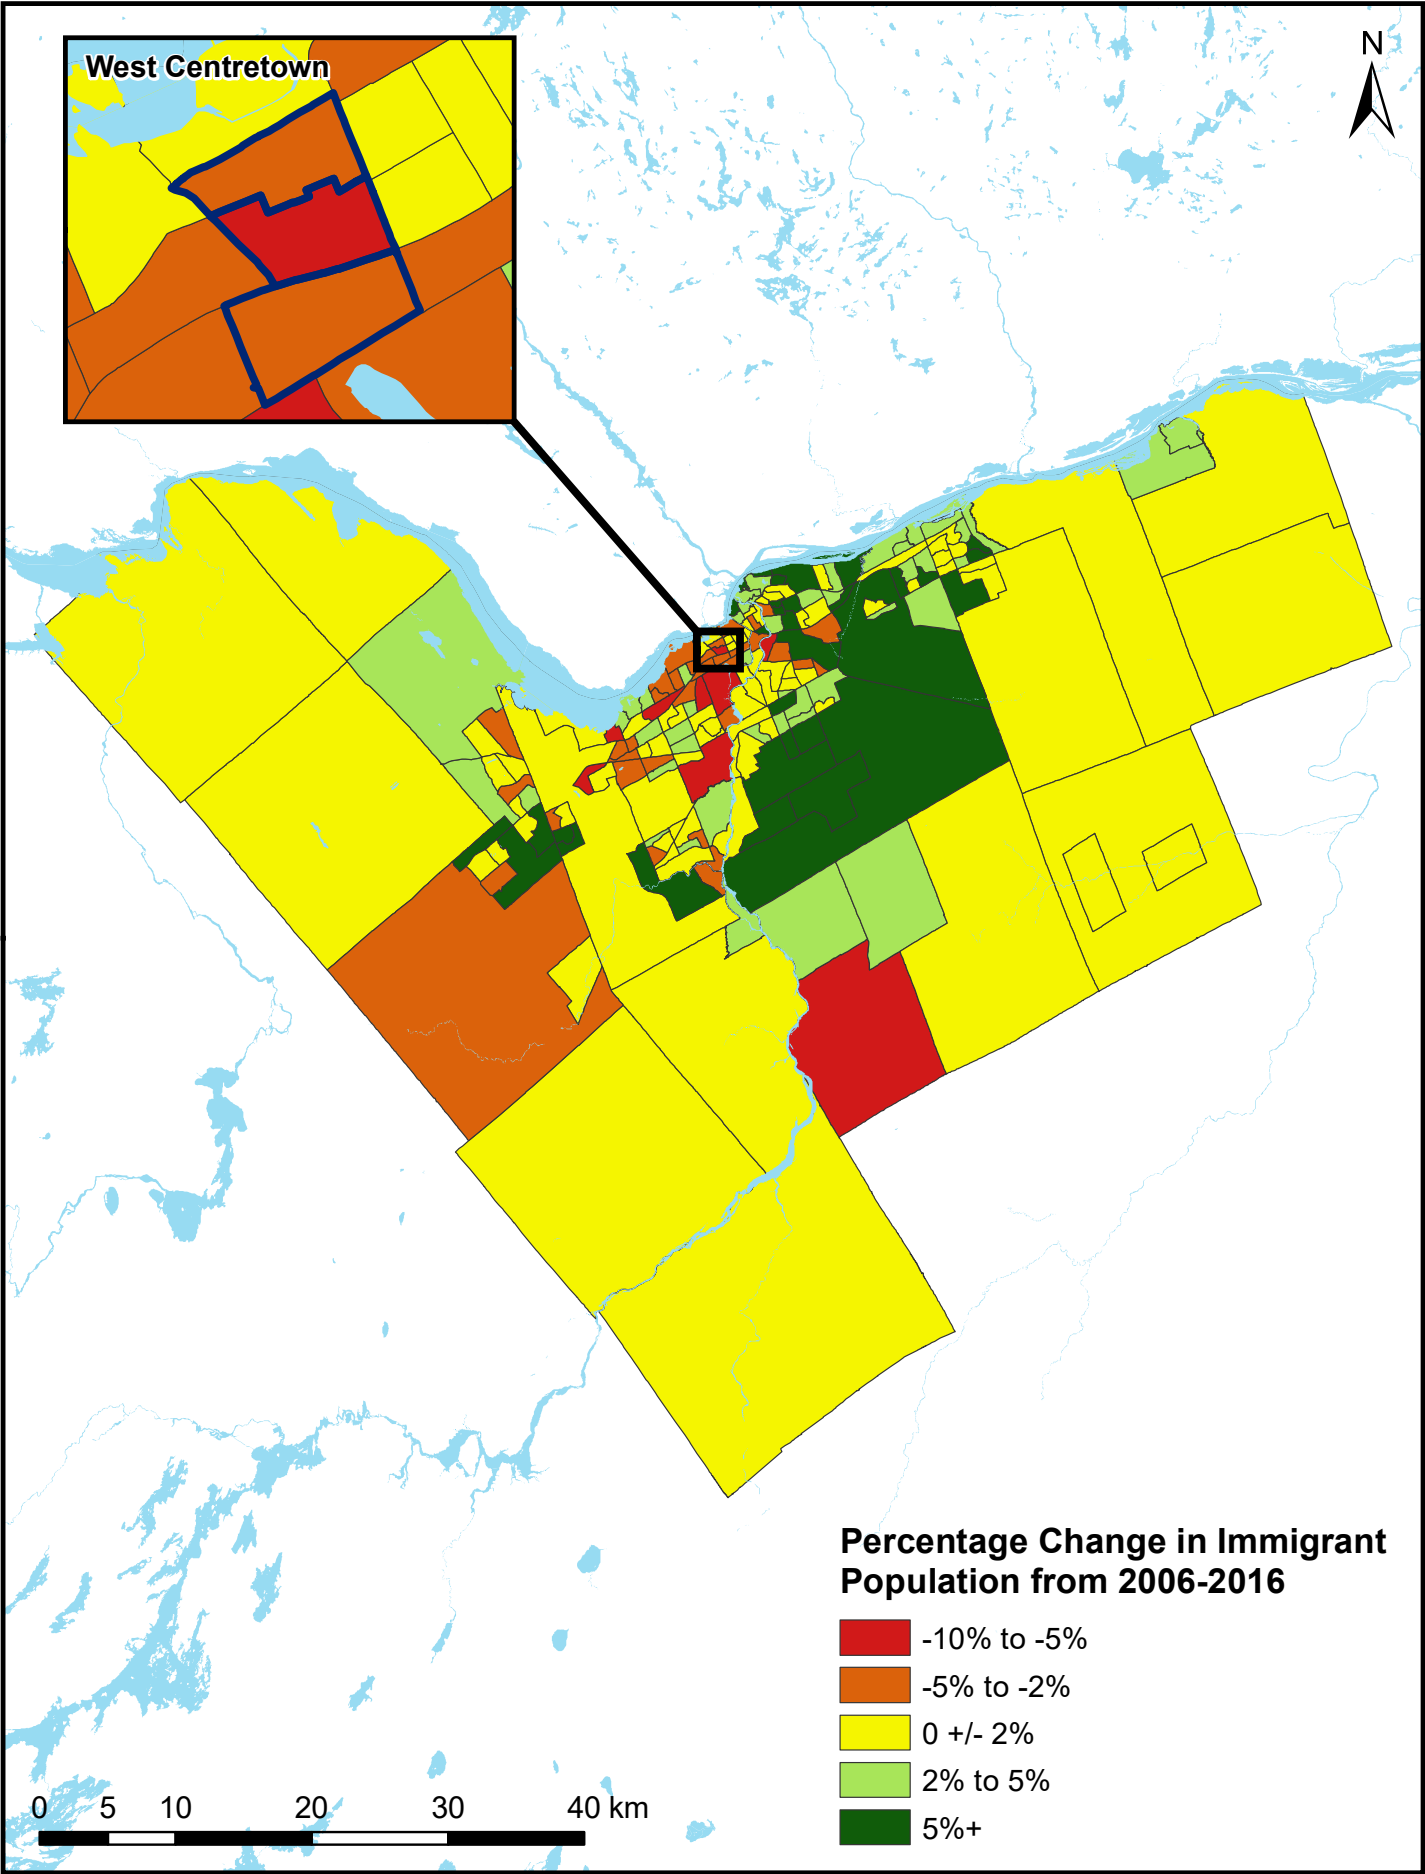 West Centretown
N
Percentage Change in Immigrant
Population from 2006-2016
-10% to -5%
-5% to -2%
0 +/- 2%
2% to 5%
5%+
0 5 10 20 30 40 km